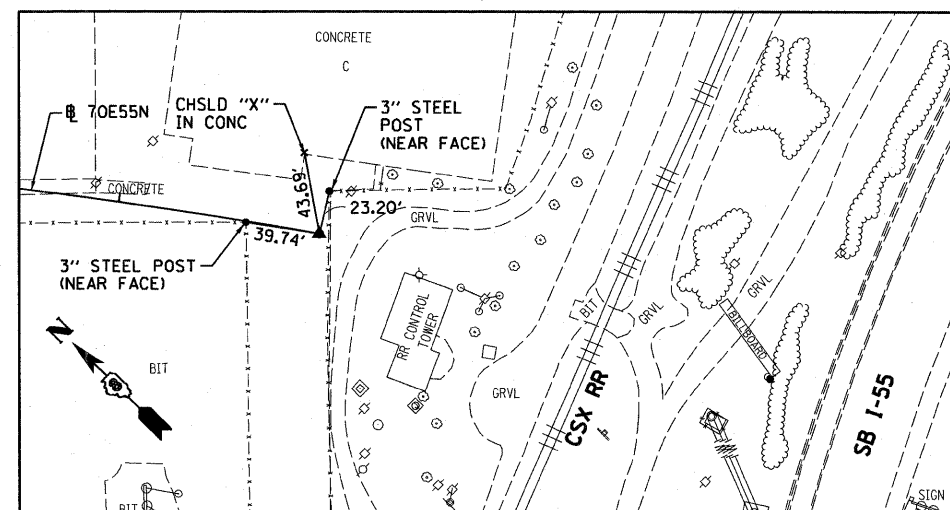 CONCRETE
C
℄ 70E55N
CHSLD "X"
IN CONC
3" STEEL
POST
(NEAR FACE)
CONCRETE
43.69'
23.20'
GRVL
39.74'
3" STEEL POST
(NEAR FACE)
N
BIT
RR CONTROL
TOWER
GRVL
BIT
GRVL
GRVL
BILLBOARD
CSX RR
SB I-55
BIT
SIGN